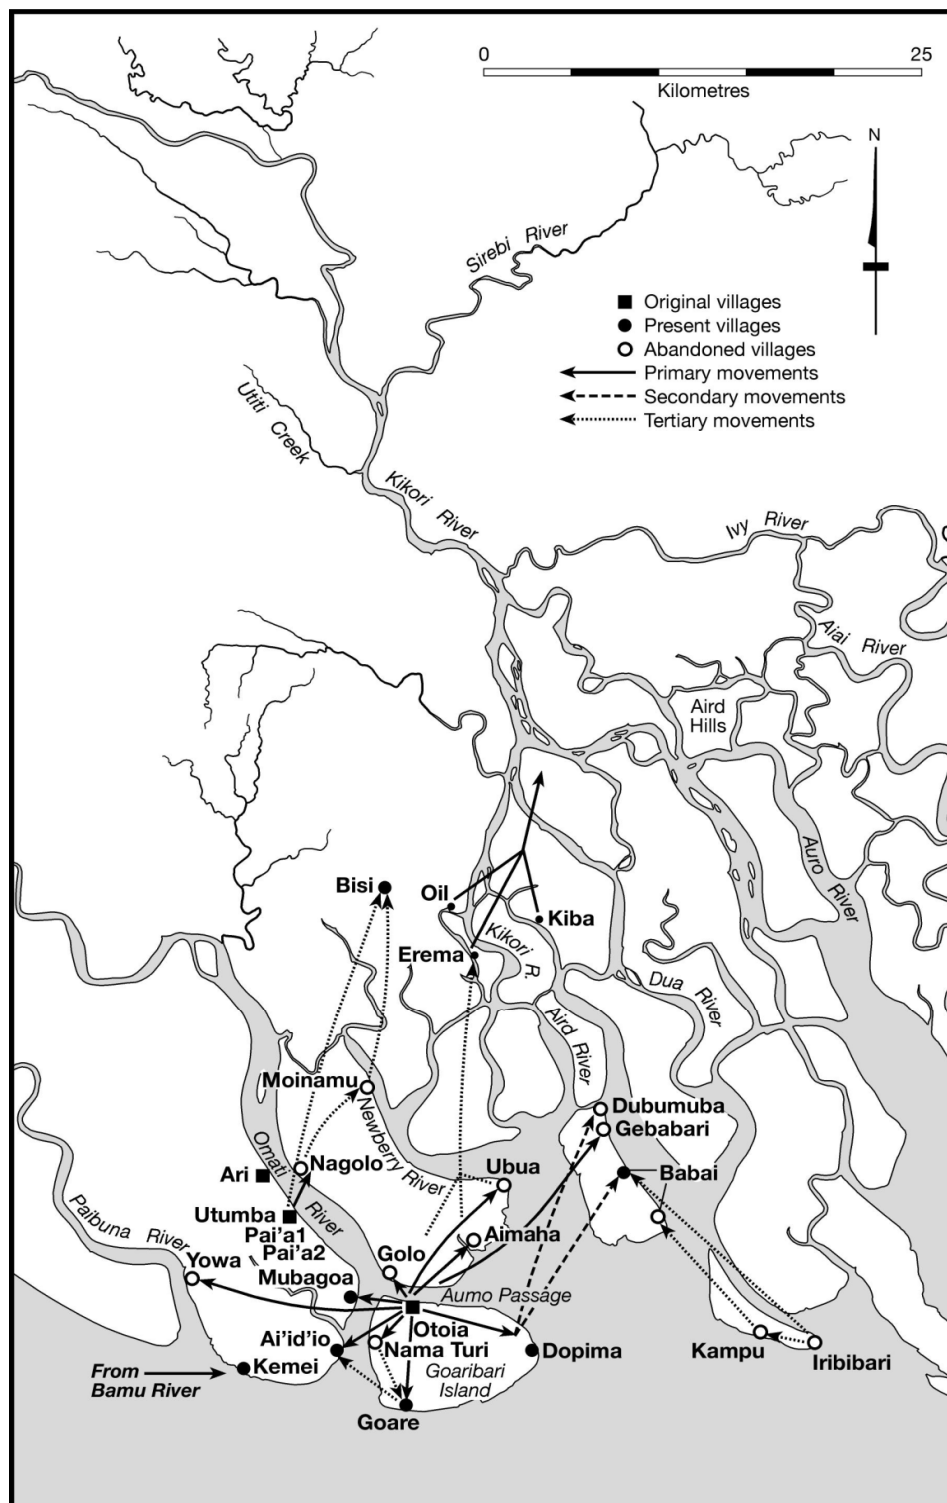 0 25
Kilometres
N
Sirebi River
Original villages
Present villages
Abandoned villages
Primary movements
Secondary movements
Tertiary movements
Utiti Creek
Kikori River
Ivy River
Aiai River
Aird
Hills
Auro River
Bisi
Oil
Kiba
Erema
Kikori R.
Dua River
Aird River
Moinamu
Newberry River
Dubumuba
Gebabari
Omati River
Nagolo
Ari
Ubua
Babai
Utumba
Pai'a1
Pai'a2
Paibuna River
Yowa
Aimaha
Golo
Mubagoa
Aumo Passage
Otoia
Ai'id'io
Nama Turi
Dopima
Kampu
Iribibari
Kemei
From
Bamu River
Goaribari
Island
Goare